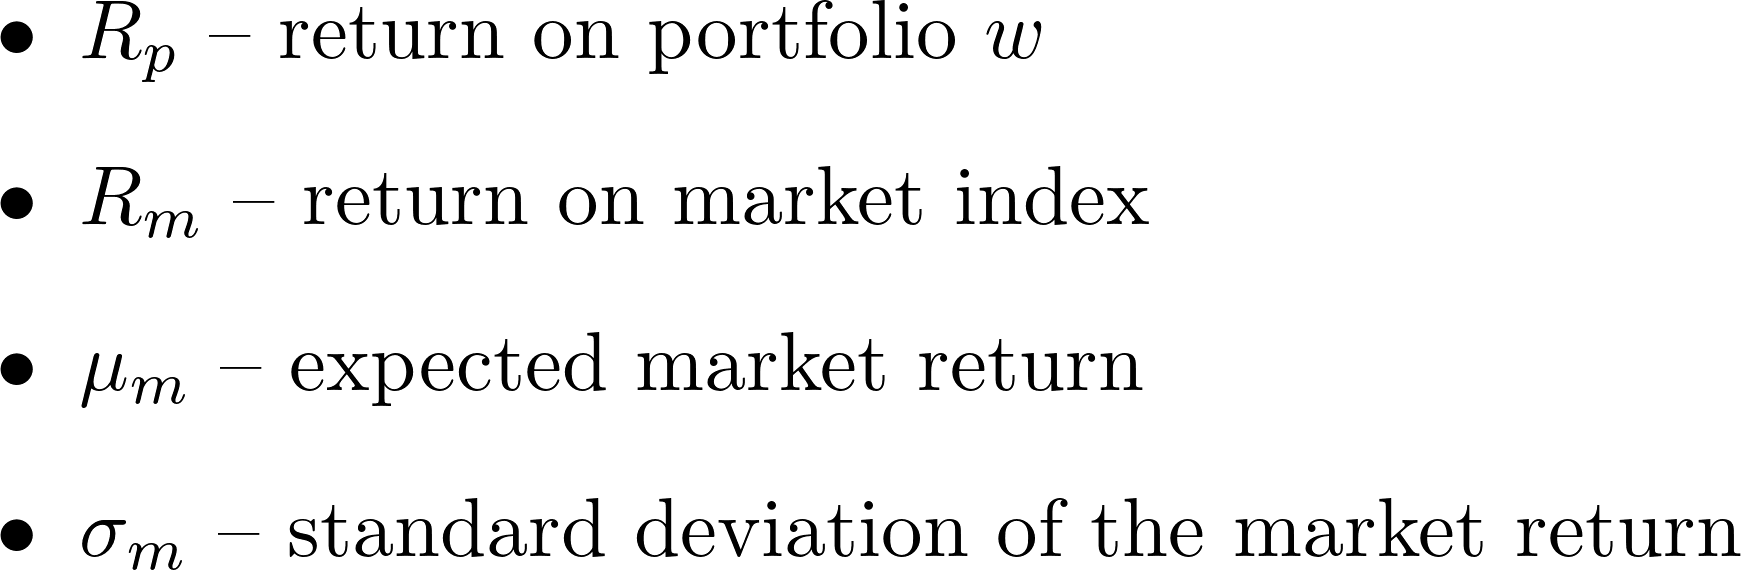 • R_p – return on portfolio w
• R_m – return on market index
• μ_m – expected market return
• σ_m – standard deviation of the market return